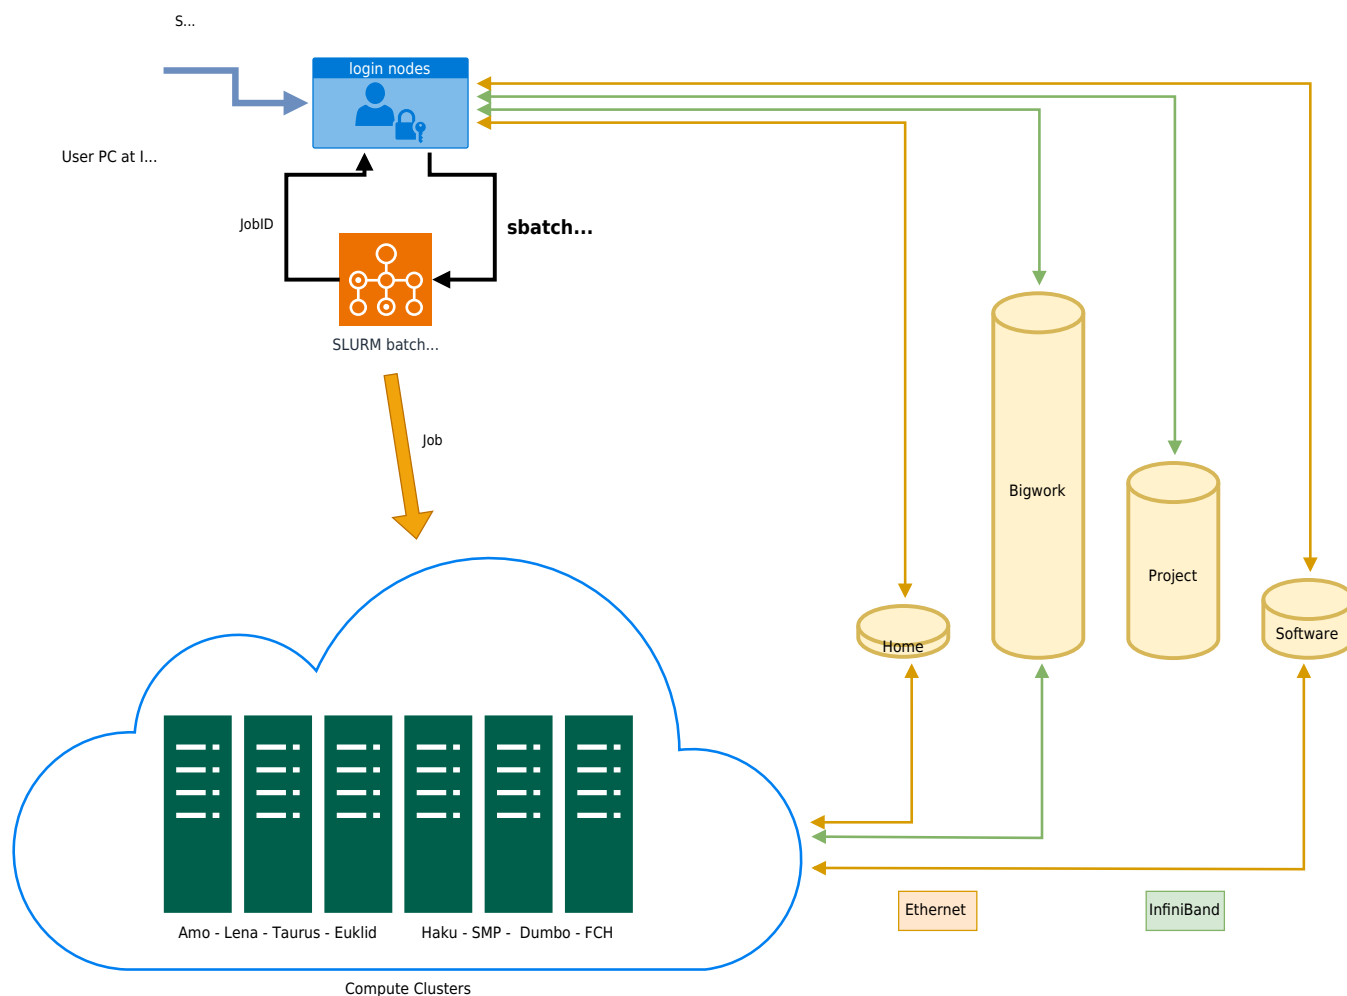 S...
login nodes
User PC at I...
JobID
sbatch...
SLURM batch...
Job
Bigwork
Project
Software
Home
Ethernet
InfiniBand
Amo - Lena - Taurus - Euklid
Haku - SMP -  Dumbo - FCH
Compute Clusters